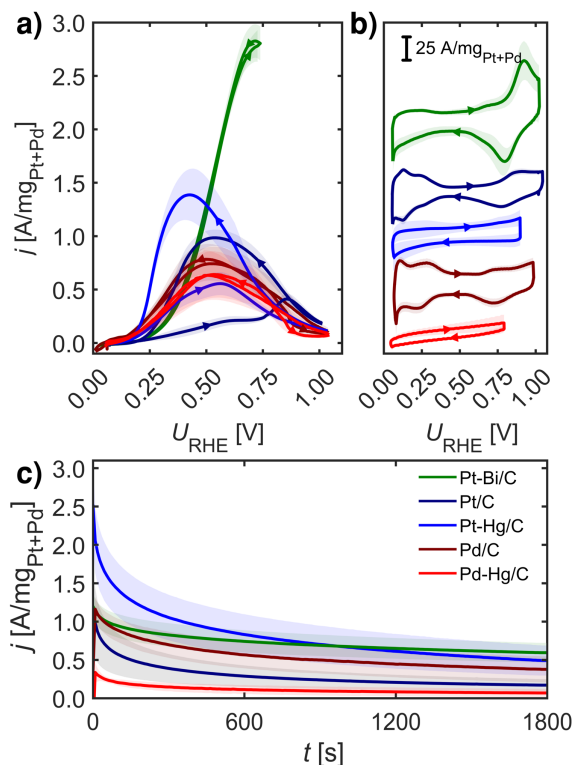 a)
b)
25 A/mgPt+Pd
j [A/mgPt+Pd]
3.0
2.5
2.0
1.5
1.0
0.5
0.0
0.00
0.25
0.50
0.75
1.00
URHE [V]
0.00
0.25
0.50
0.75
1.00
URHE [V]
c)
j [A/mgPt+Pd]
3.0
2.5
2.0
1.5
1.0
0.5
0.0
Pt-Bi/C
Pt/C
Pt-Hg/C
Pd/C
Pd-Hg/C
0
600
1200
1800
t [s]